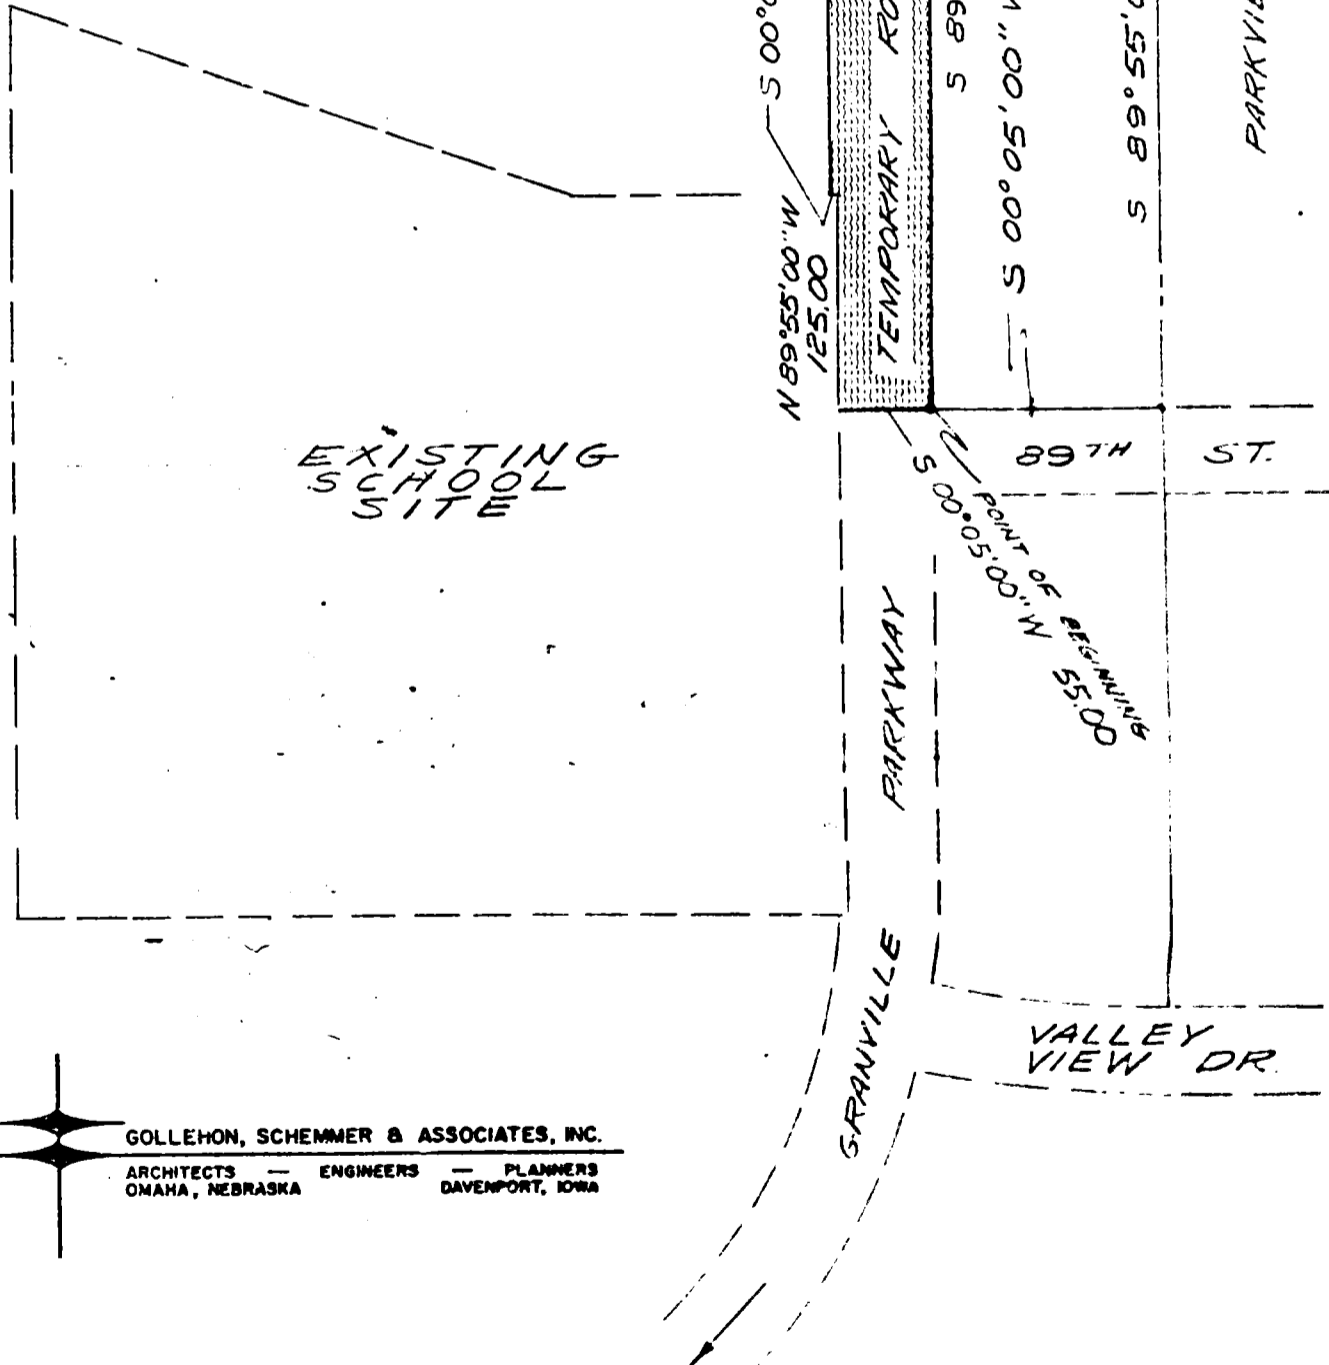 S 00°0
TEMPORARY RO
S 89
S 00°05'00"W
S 89°55'0
PARKVIE
N 89°55'00"W
125.00
EXISTING
SCHOOL
SITE
89TH ST.
POINT OF BEGINNING
S 00°05'00"W 55.00
GRANVILLE PARKWAY
VALLEY
VIEW DR.
GOLLEHON, SCHEMMER & ASSOCIATES, INC.
ARCHITECTS — ENGINEERS — PLANNERS
OMAHA, NEBRASKA DAVENPORT, IOWA